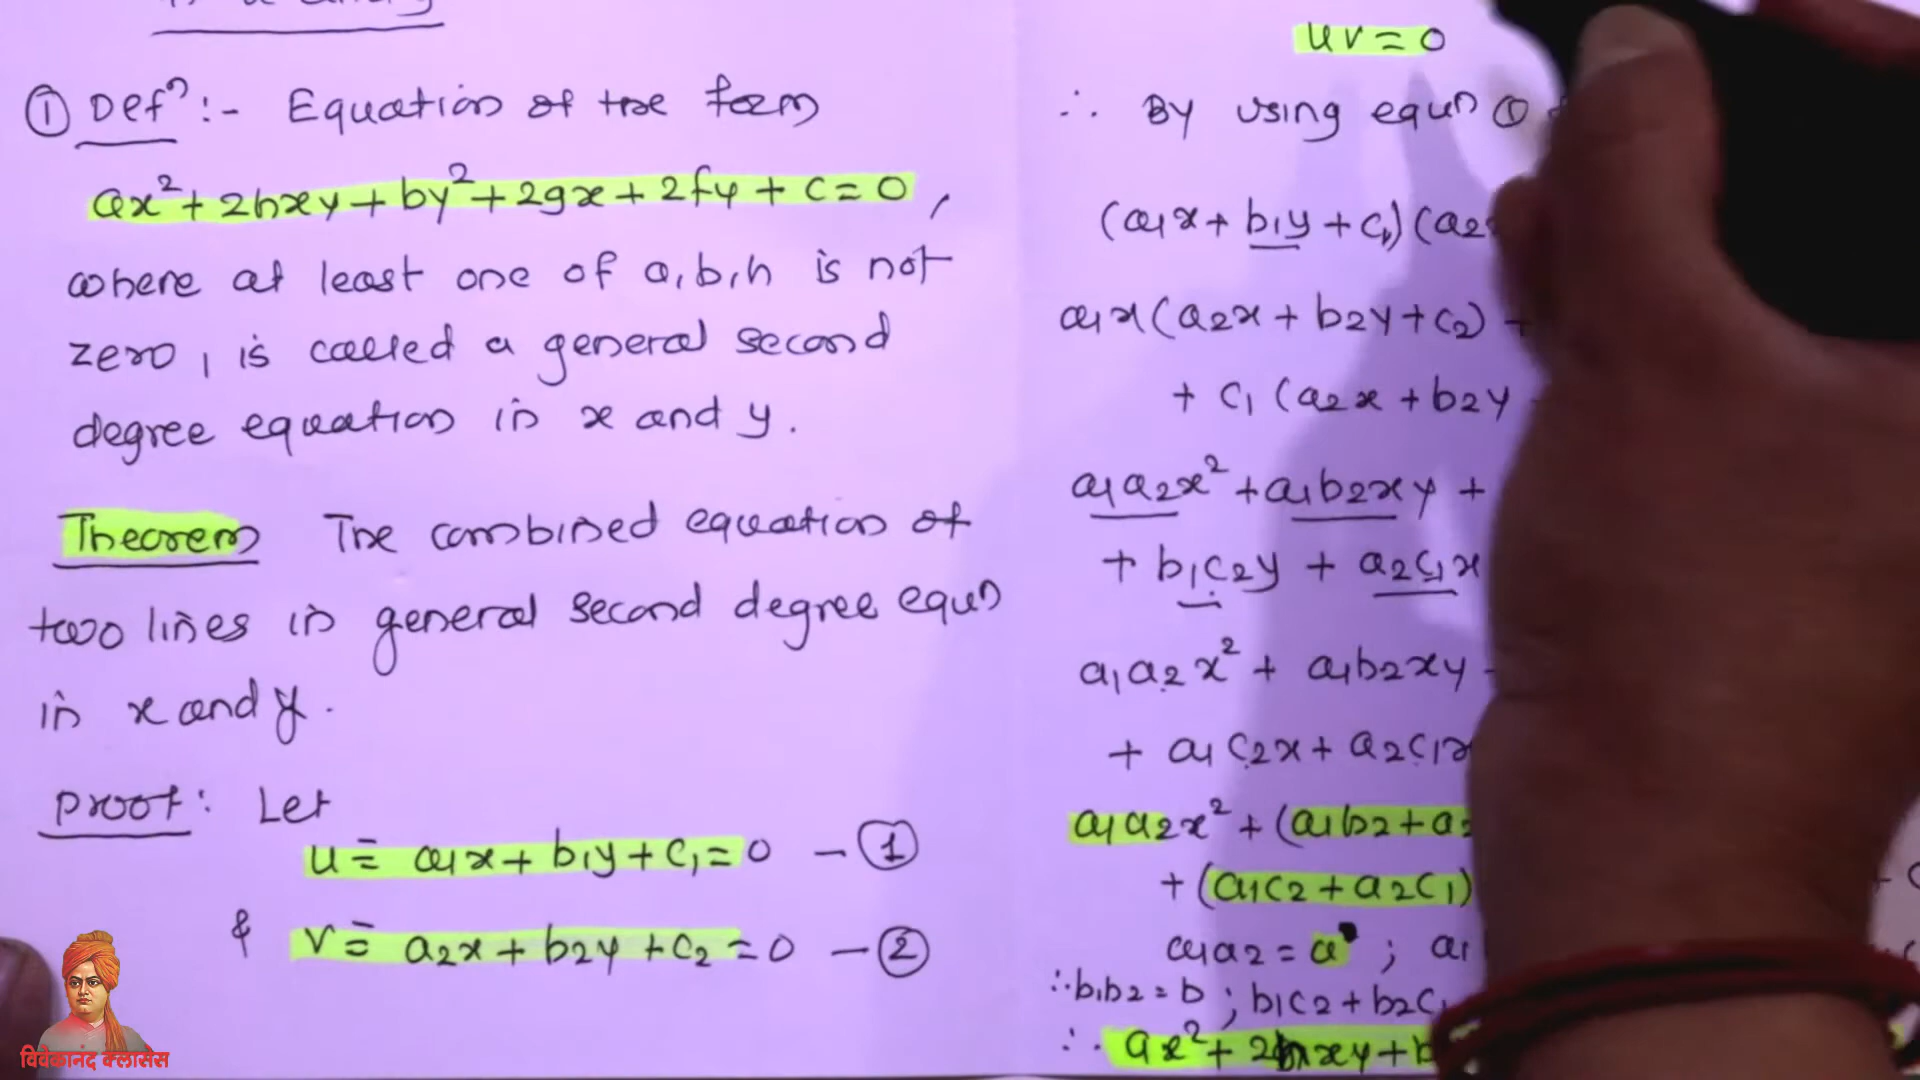 ① Defⁿ :- Equation of the form
ax² + 2hxy + by² + 2gx + 2fy + c = 0 ,
where at least one of a, b, h is not
zero, is called a general second
degree equation in x and y.
Theorem The combined equation of
two lines in general second degree equn
in x and y.
Proof : Let
u ≡ a₁x + b₁y + c₁ = 0 — ①
& v ≡ a₂x + b₂y + c₂ = 0 — ②
विवेकानंद क्लासेस
uv = 0
∴ By using equn ①
(a₁x + b₁y + c₁)(a₂
a₁x(a₂x + b₂y + c₂) +
+ c₁(a₂x + b₂y
a₁a₂x² + a₁b₂xy +
+ b₁c₂y + a₂c₁x
a₁a₂x² + a₁b₂xy
+ a₁c₂x + a₂c₁x
a₁a₂x² + (a₁b₂ + a₂
+ (a₁c₂ + a₂c₁)
a₁a₂ = a ; a₁
∴ b₁b₂ = b ; b₁c₂ + b₂c₁
∴ ax² + 2hxy + b